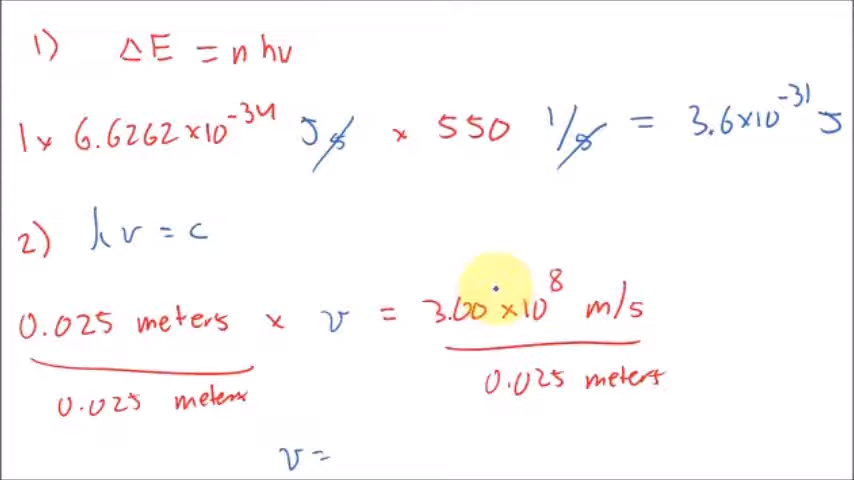 1) ΔE = nhν
1 × 6.6262×10⁻³⁴ J s × 550 1/s = 3.6×10⁻³¹ J
2) λν = c
0.025 meters × ν = 3.00 ×10⁸ m/s
0.025 meters 0.025 meters
ν =